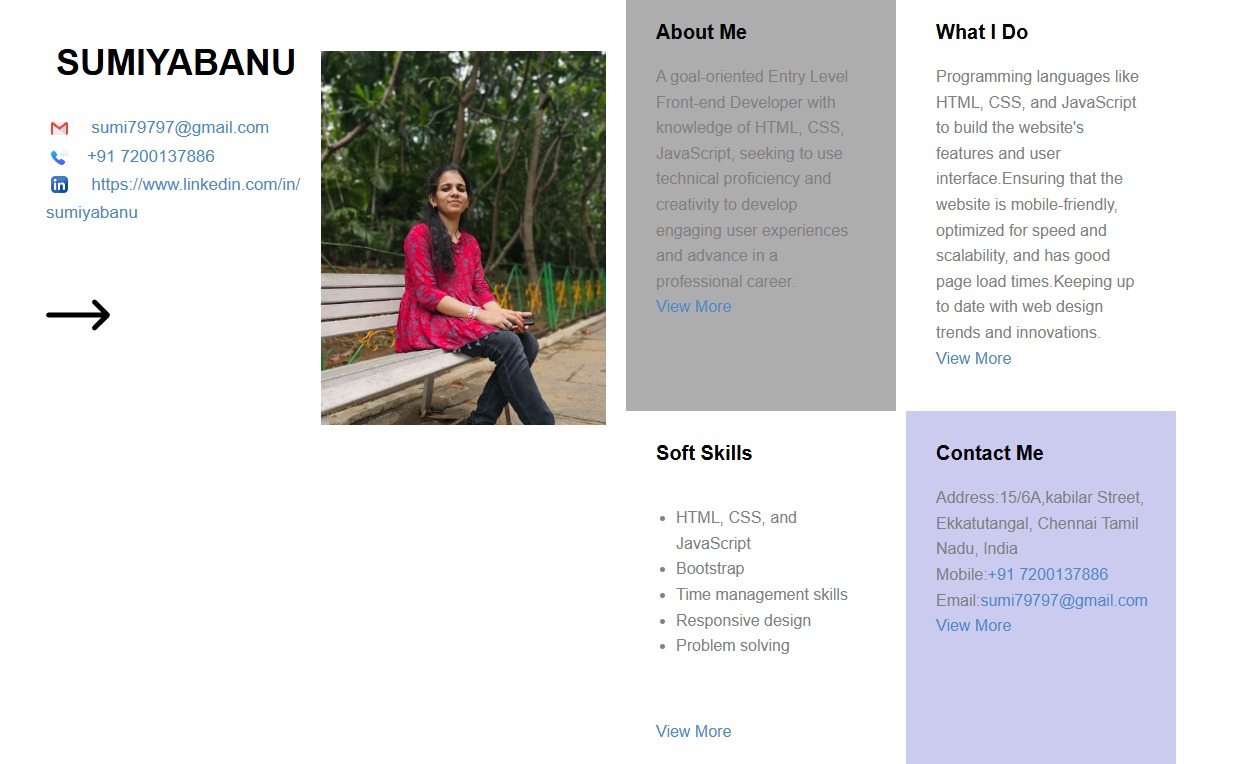 SUMIYABANU
sumi79797@gmail.com
+91 7200137886
https://www.linkedin.com/in/
sumiyabanu
About Me
A goal-oriented Entry Level
Front-end Developer with
knowledge of HTML, CSS,
JavaScript, seeking to use
technical proficiency and
creativity to develop
engaging user experiences
and advance in a
professional career.
View More
What I Do
Programming languages like
HTML, CSS, and JavaScript
to build the website's
features and user
interface.Ensuring that the
website is mobile-friendly,
optimized for speed and
scalability, and has good
page load times.Keeping up
to date with web design
trends and innovations.
View More
Soft Skills
• HTML, CSS, and
JavaScript
• Bootstrap
• Time management skills
• Responsive design
• Problem solving
View More
Contact Me
Address:15/6A,kabilar Street,
Ekkatutangal, Chennai Tamil
Nadu, India
Mobile:+91 7200137886
Email:sumi79797@gmail.com
View More